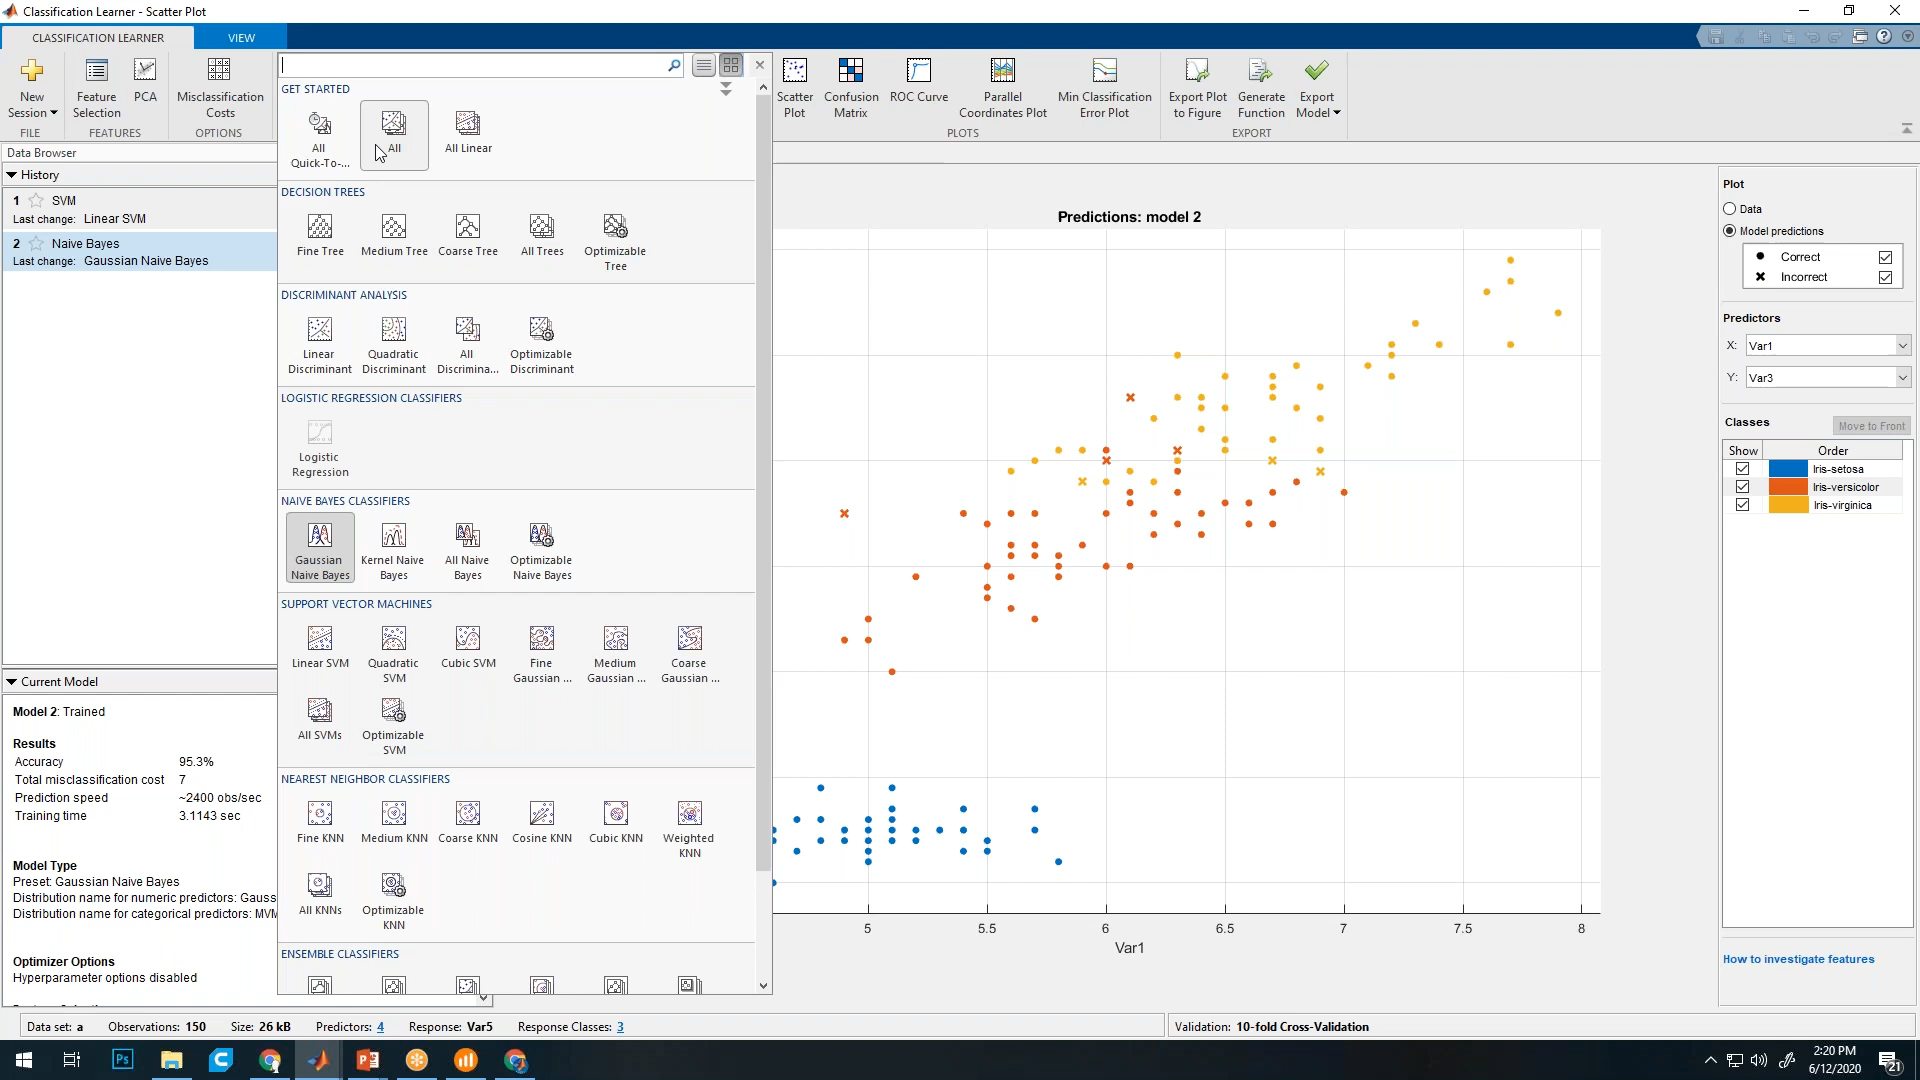 Classification Learner - Scatter Plot
CLASSIFICATION LEARNER
VIEW
New
Session
FILE
Feature
Selection
PCA
FEATURES
Misclassification
Costs
OPTIONS
Scatter
Plot
Confusion
Matrix
ROC Curve
Parallel
Coordinates Plot
Min Classification
Error Plot
PLOTS
Export Plot
to Figure
Generate
Function
Export
Model
EXPORT
Data Browser
History
1 SVM
Last change: Linear SVM
2 Naive Bayes
Last change: Gaussian Naive Bayes
Current Model
Model 2: Trained
Results
Accuracy 95.3%
Total misclassification cost 7
Prediction speed ~2400 obs/sec
Training time 3.1143 sec
Model Type
Preset: Gaussian Naive Bayes
Distribution name for numeric predictors: Gauss
Distribution name for categorical predictors: MVM
Optimizer Options
Hyperparameter options disabled
GET STARTED
All
Quick-To-...
All
All Linear
DECISION TREES
Fine Tree
Medium Tree
Coarse Tree
All Trees
Optimizable
Tree
DISCRIMINANT ANALYSIS
Linear
Discriminant
Quadratic
Discriminant
All
Discrimina...
Optimizable
Discriminant
LOGISTIC REGRESSION CLASSIFIERS
Logistic
Regression
NAIVE BAYES CLASSIFIERS
Gaussian
Naive Bayes
Kernel Naive
Bayes
All Naive
Bayes
Optimizable
Naive Bayes
SUPPORT VECTOR MACHINES
Linear SVM
Quadratic
SVM
Cubic SVM
Fine
Gaussian ...
Medium
Gaussian ...
Coarse
Gaussian ...
All SVMs
Optimizable
SVM
NEAREST NEIGHBOR CLASSIFIERS
Fine KNN
Medium KNN
Coarse KNN
Cosine KNN
Cubic KNN
Weighted
KNN
All KNNs
Optimizable
KNN
ENSEMBLE CLASSIFIERS
Predictions: model 2
5 5.5 6 6.5 7 7.5 8
Var1
Plot
Data
Model predictions
Correct
Incorrect
Predictors
X: Var1
Y: Var3
Classes
Move to Front
Show Order
Iris-setosa
Iris-versicolor
Iris-virginica
How to investigate features
Data set: a Observations: 150 Size: 26 kB Predictors: 4 Response: Var5 Response Classes: 3
Validation: 10-fold Cross-Validation
Ps
2:20 PM
6/12/2020
21